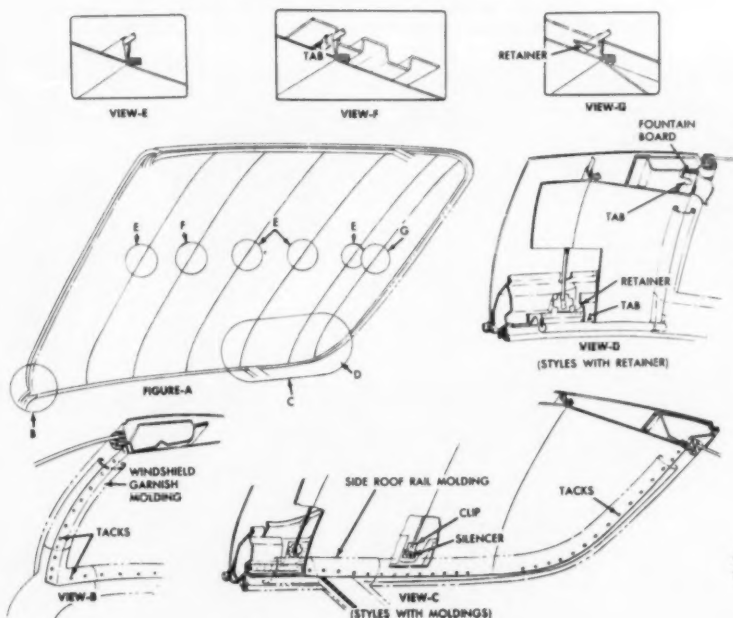 TAB
RETAINER
VIEW-E
VIEW-F
VIEW-G
FOUNTAIN
BOARD
TAB
E
F
E
E
G
RETAINER
TAB
VIEW-D
(STYLES WITH RETAINER)
FIGURE-A
D
C
B
WINDSHIELD
GARNISH
MOLDING
SIDE ROOF RAIL MOLDING
TACKS
CLIP
SILENCER
TACKS
VIEW-B
VIEW-C
(STYLES WITH MOLDINGS)